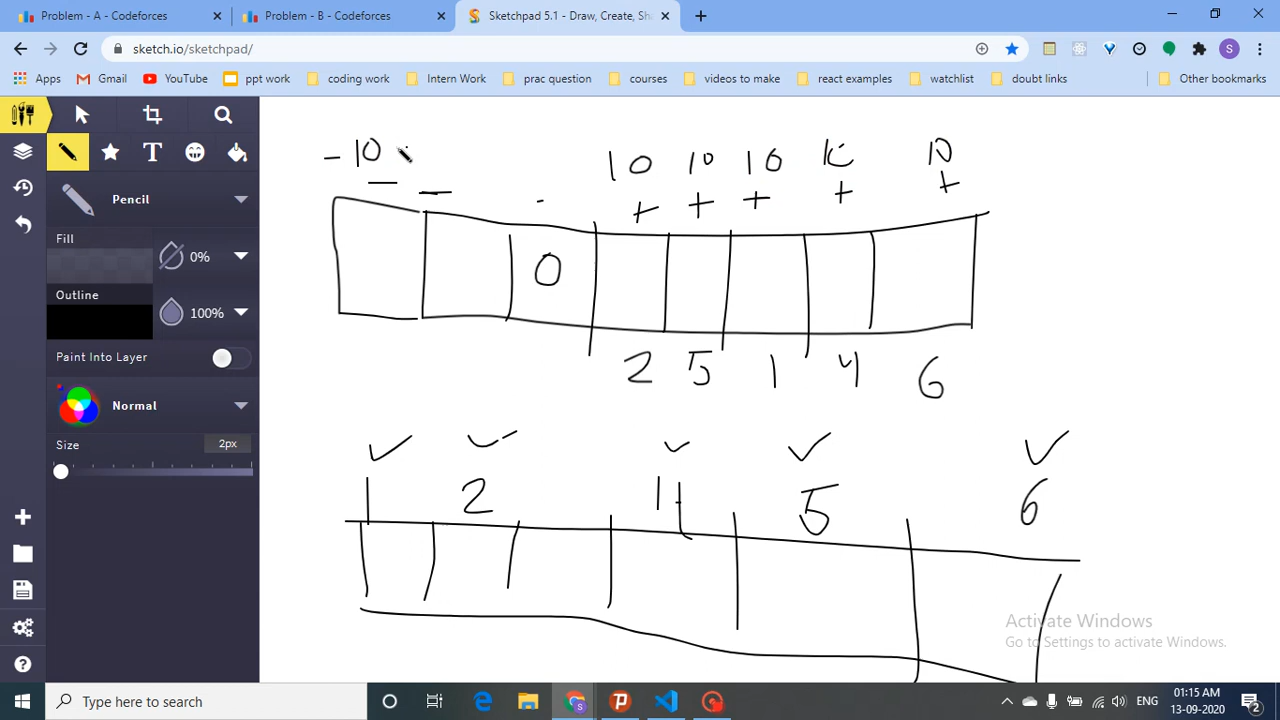 Problem - A - Codeforces
Problem - B - Codeforces
Sketchpad 5.1 - Draw, Create, Sha
sketch.io/sketchpad/
S
Apps
Gmail
YouTube
ppt work
coding work
Intern Work
prac question
courses
videos to make
react examples
watchlist
doubt links
Other bookmarks
T
Pencil
Fill
0%
Outline
100%
Paint Into Layer
Normal
Size
2px
-10
10 10 10 10
- - - + + + + +
0
2 5 1 4 6
1 2 4 5 6
Activate Windows
Go to Settings to activate Windows.
Type here to search
ENG
01:15 AM
13-09-2020
2